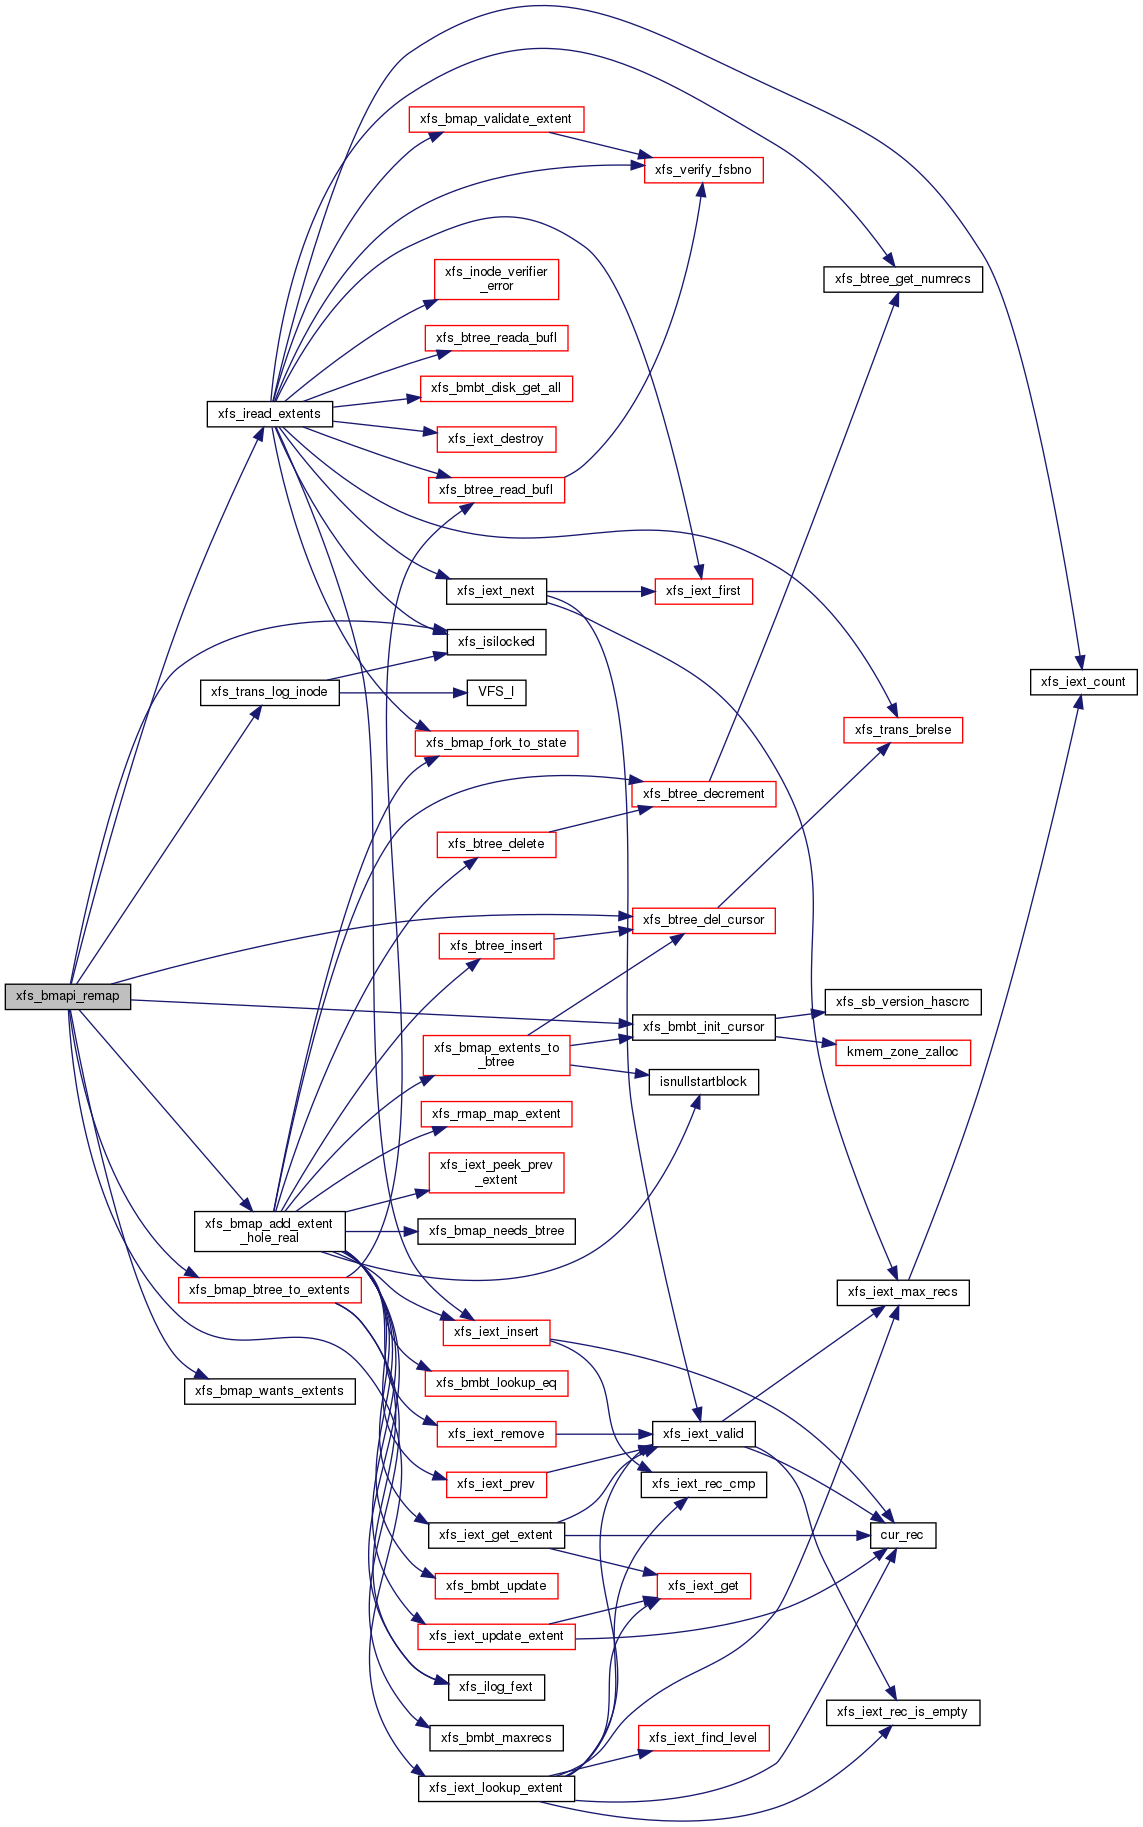 xfs_bmap_validate_extent
xfs_verify_fsbno
xfs_inode_verifier
_error
xfs_btree_get_numrecs
xfs_btree_reada_bufl
xfs_bmbt_disk_get_all
xfs_iread_extents
xfs_iext_destroy
xfs_btree_read_bufl
xfs_iext_next
xfs_iext_first
xfs_isilocked
xfs_iext_count
xfs_trans_log_inode
VFS_I
xfs_bmap_fork_to_state
xfs_trans_brelse
xfs_btree_decrement
xfs_btree_delete
xfs_btree_del_cursor
xfs_btree_insert
xfs_bmapi_remap
xfs_sb_version_hascrc
xfs_bmbt_init_cursor
xfs_bmap_extents_to
_btree
kmem_zone_zalloc
isnullstartblock
xfs_rmap_map_extent
xfs_iext_peek_prev
_extent
xfs_bmap_add_extent
_hole_real
xfs_bmap_needs_btree
xfs_bmap_btree_to_extents
xfs_iext_max_recs
xfs_iext_insert
xfs_bmbt_lookup_eq
xfs_bmap_wants_extents
xfs_iext_remove
xfs_iext_valid
xfs_iext_prev
xfs_iext_rec_cmp
xfs_iext_get_extent
cur_rec
xfs_bmbt_update
xfs_iext_get
xfs_iext_update_extent
xfs_ilog_fext
xfs_iext_rec_is_empty
xfs_bmbt_maxrecs
xfs_iext_find_level
xfs_iext_lookup_extent